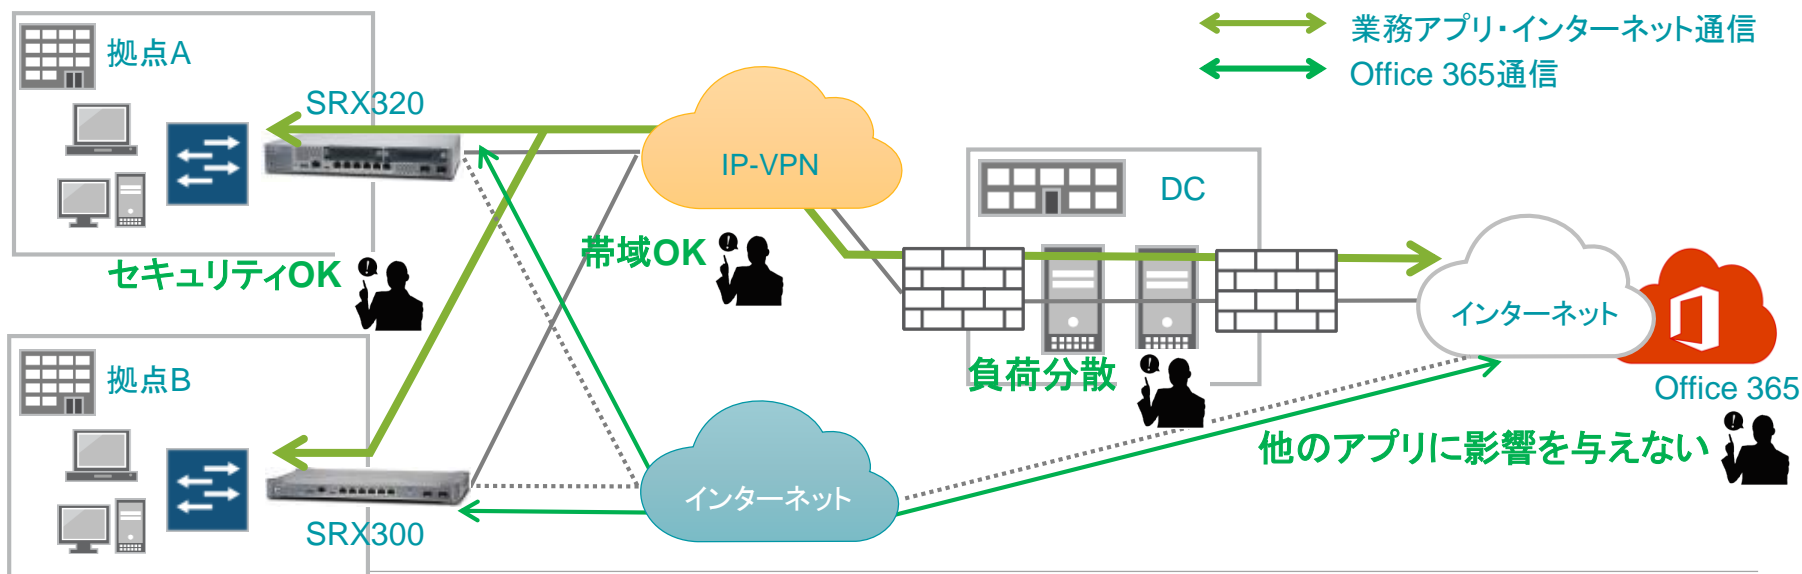 業務アプリ・インターネット通信
Office 365通信
拠点A
SRX320
IP-VPN
DC
セキュリティOK
帯域OK
インターネット
負荷分散
Office 365
拠点B
他のアプリに影響を与えない
インターネット
SRX300